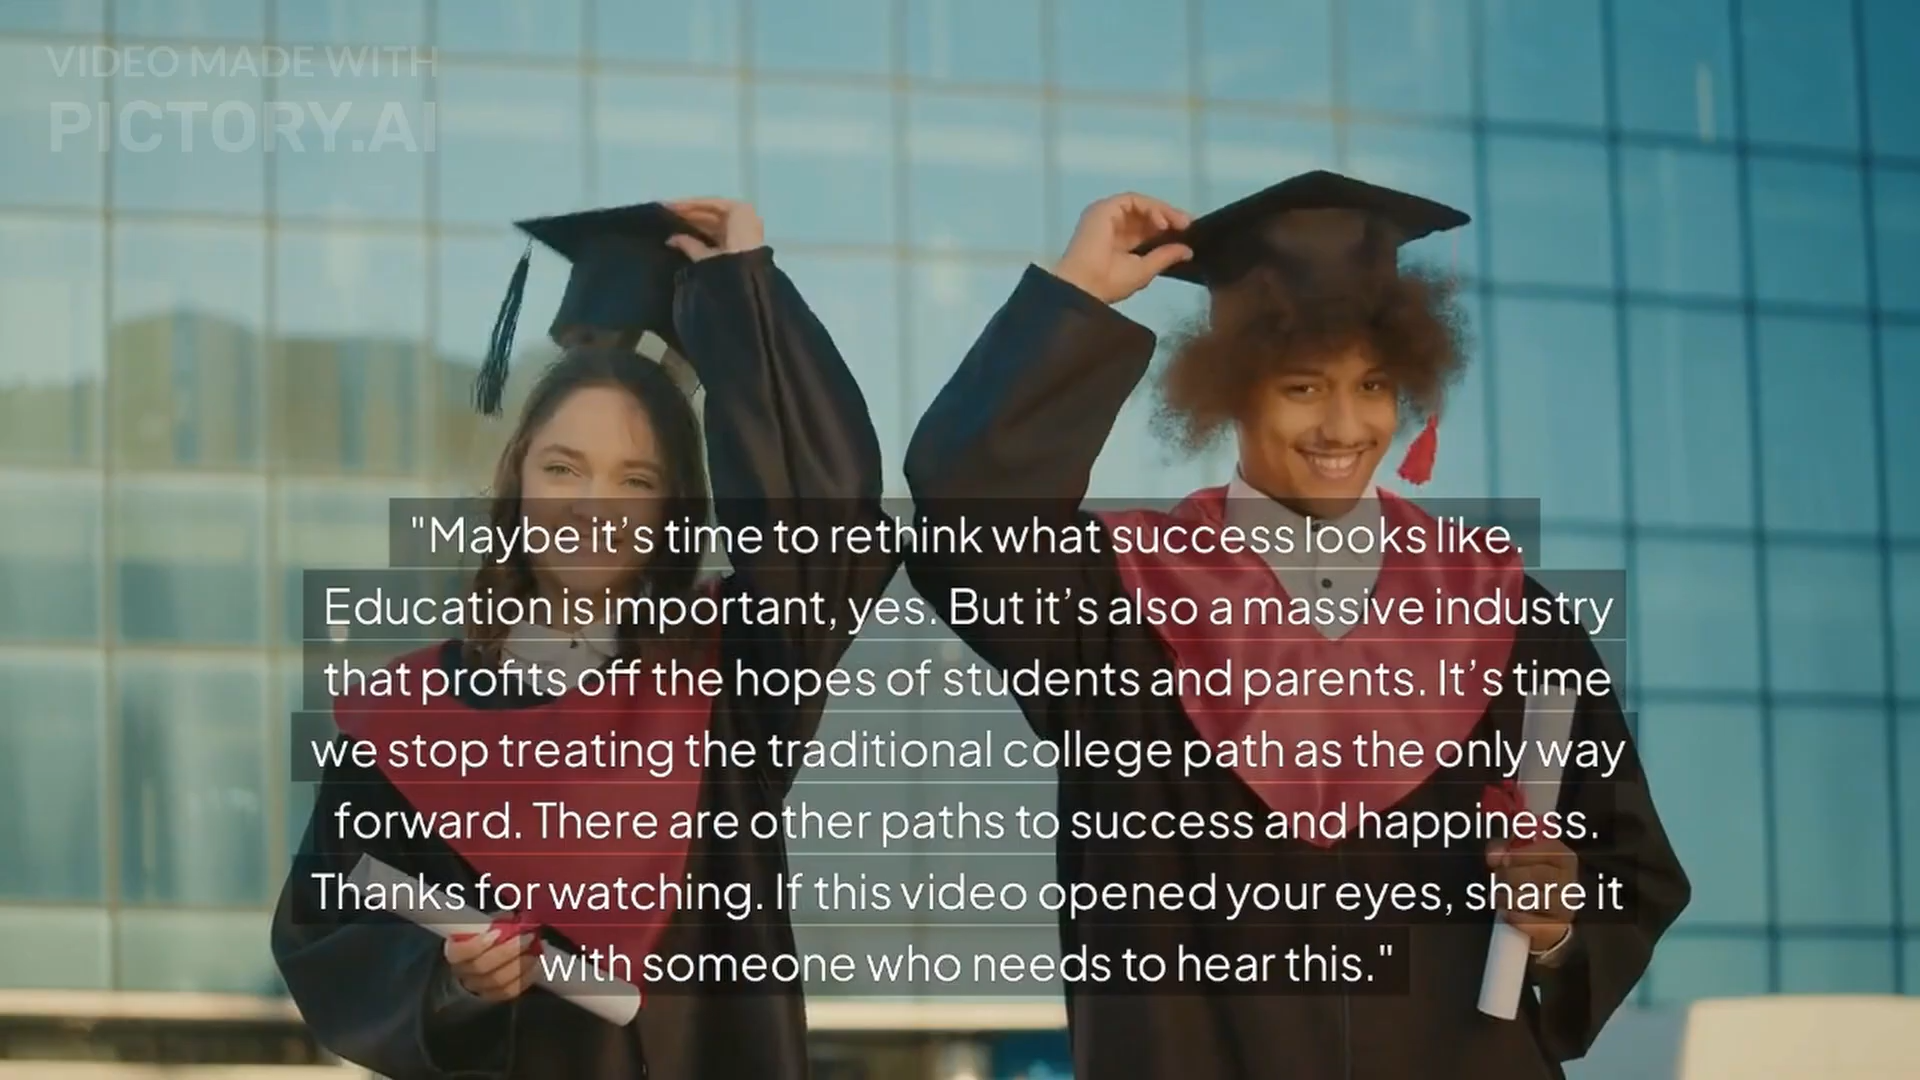 VIDEO MADE WITH
PICTORY.AI
"Maybe it’s time to rethink what success looks like.
Education is important, yes. But it’s also a massive industry
that profits off the hopes of students and parents. It’s time
we stop treating the traditional college path as the only way
forward. There are other paths to success and happiness.
Thanks for watching. If this video opened your eyes, share it
with someone who needs to hear this."